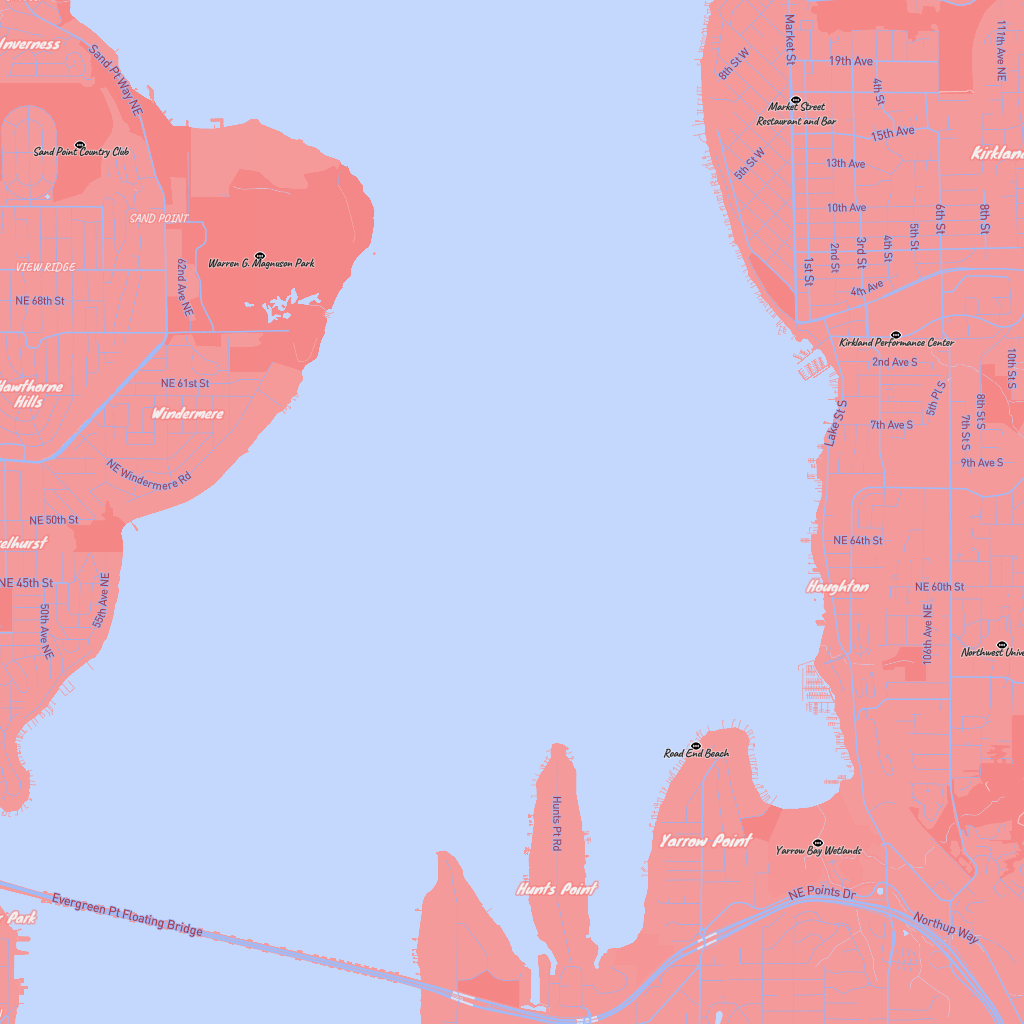 Inverness
Sand Pt Way NE
8th St W
Market St
19th Ave
111th Ave NE
4th St
Market Street
Restaurant and Bar
15th Ave
Sand Point Country Club
5th St W
13th Ave
Kirkland
SAND POINT
10th Ave
6th St
8th St
5th St
2nd St
3rd St
4th St
Warren G. Magnuson Park
VIEW RIDGE
62nd Ave NE
1st St
4th Ave
NE 68th St
Kirkland Performance Center
2nd Ave S
10th St S
Hawthorne
Hills
NE 61st St
Windermere
5th Pl S
8th St S
7th St S
Lake St S
7th Ave S
9th Ave S
NE Windermere Rd
NE 50th St
NE 64th St
NE 45th St
55th Ave NE
50th Ave NE
Houghton
NE 60th St
106th Ave NE
Northwest Unive
Road End Beach
Hunts Pt Rd
Yarrow Point
Yarrow Bay Wetlands
Hunts Point
NE Points Dr
Evergreen Pt Floating Bridge
Park
Northup Way